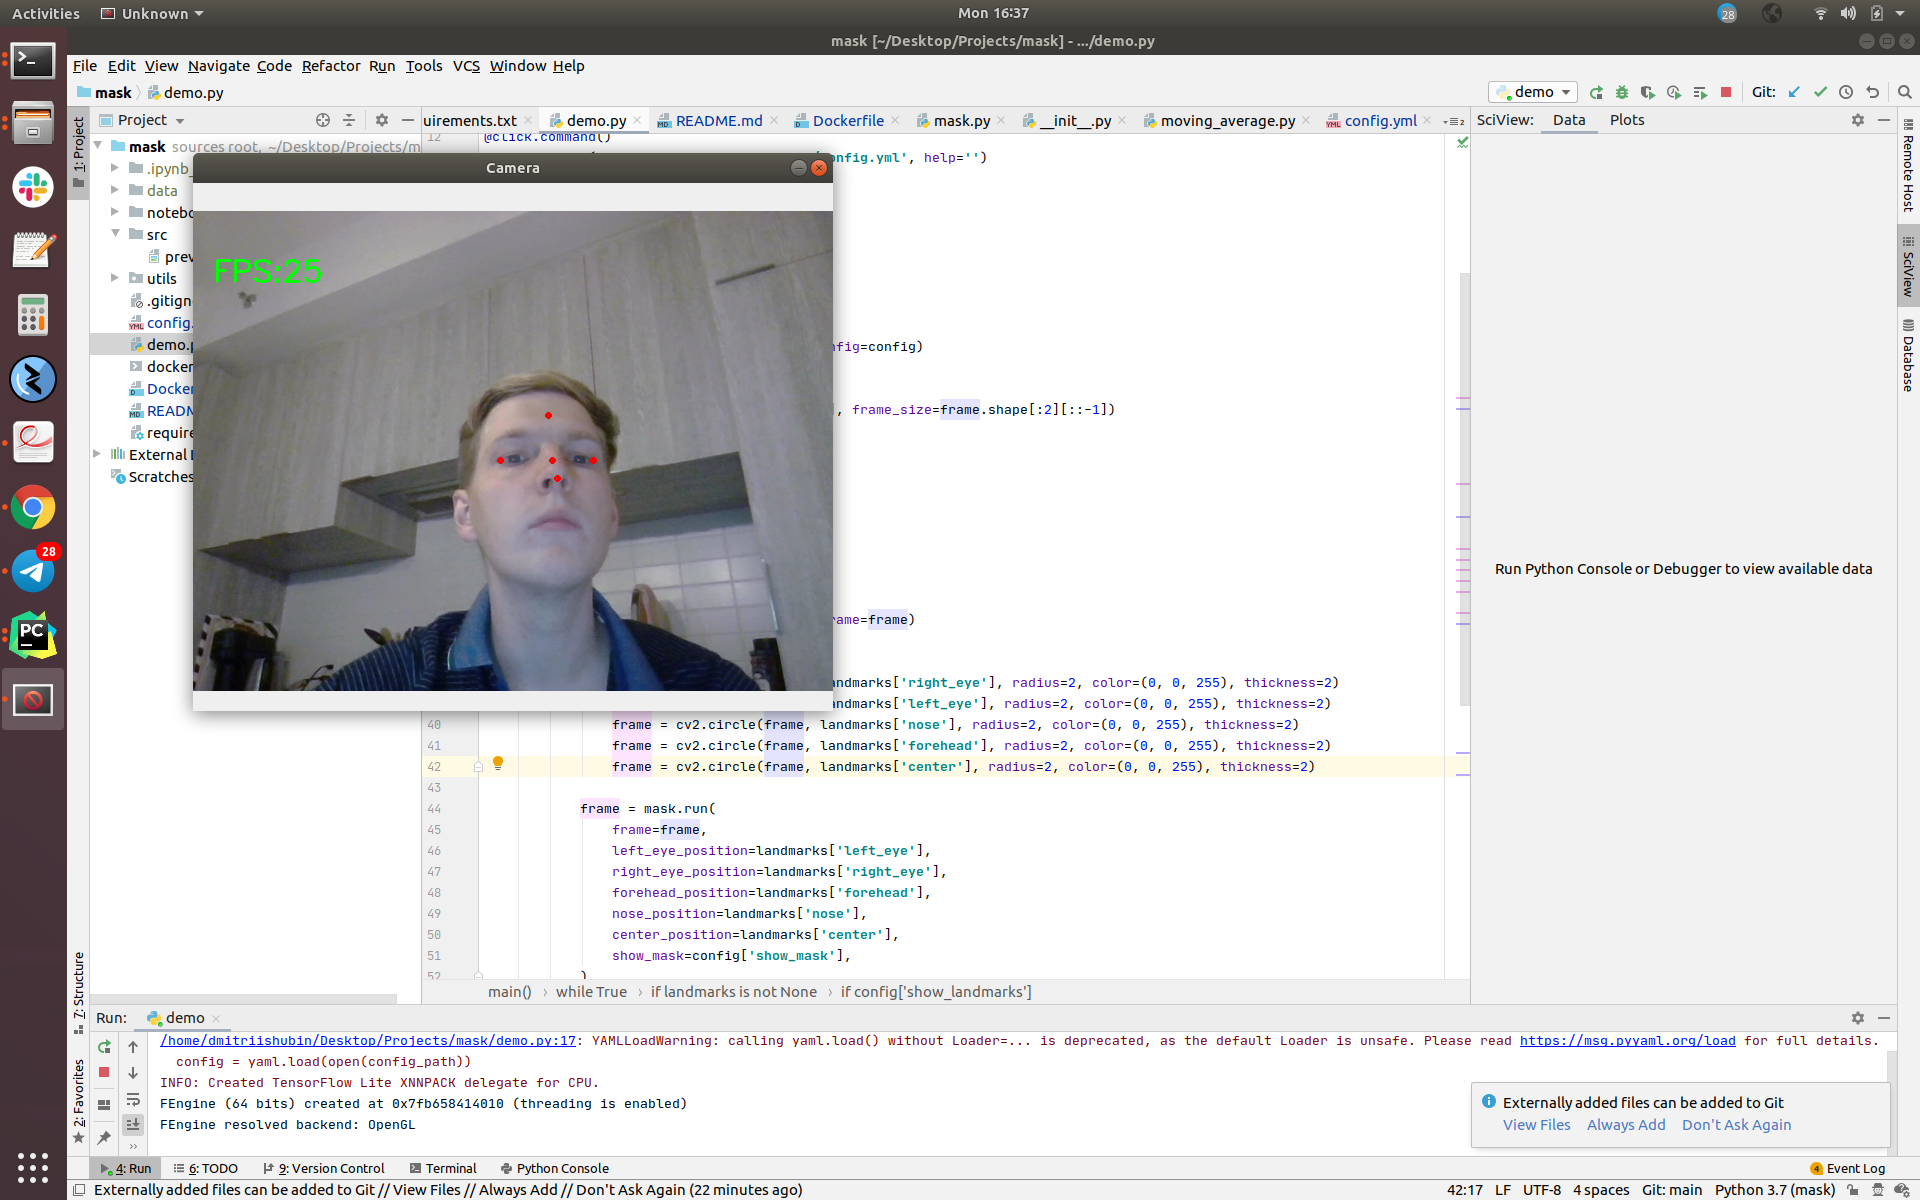 Activities
Unknown
Mon 16:37
28
mask [~/Desktop/Projects/mask] - .../demo.py
File Edit View Navigate Code Refactor Run Tools VCS Window Help
mask
demo.py
demo
Git:
1: Project
Project
uirements.txt
demo.py
README.md
Dockerfile
mask.py
__init__.py
moving_average.py
config.yml
SciView:
Data
Plots
mask sources root, ~/Desktop/Projects/m
.ipynb_
data
notebo
src
prev
utils
.gitign
config.
demo.p
docker
Docker
READM
require
External L
Scratches
Camera
FPS:25
12
@click.command()
onfig.yml', help='')
nfig=config)
, frame_size=frame.shape[:2][::-1])
rame=frame)
landmarks['right_eye'], radius=2, color=(0, 0, 255), thickness=2)
landmarks['left_eye'], radius=2, color=(0, 0, 255), thickness=2)
40 frame = cv2.circle(frame, landmarks['nose'], radius=2, color=(0, 0, 255), thickness=2)
41 frame = cv2.circle(frame, landmarks['forehead'], radius=2, color=(0, 0, 255), thickness=2)
42 frame = cv2.circle(frame, landmarks['center'], radius=2, color=(0, 0, 255), thickness=2)
43
44 frame = mask.run(
45 frame=frame,
46 left_eye_position=landmarks['left_eye'],
47 right_eye_position=landmarks['right_eye'],
48 forehead_position=landmarks['forehead'],
49 nose_position=landmarks['nose'],
50 center_position=landmarks['center'],
51 show_mask=config['show_mask'],
52 )
main() › while True › if landmarks is not None › if config['show_landmarks']
Run Python Console or Debugger to view available data
Remote Host
SciView
Database
28
PC
7: Structure
2: Favorites
Run:
demo
/home/dmitriishubin/Desktop/Projects/mask/demo.py:17: YAMLLoadWarning: calling yaml.load() without Loader=... is deprecated, as the default Loader is unsafe. Please read https://msg.pyyaml.org/load for full details.
config = yaml.load(open(config_path))
INFO: Created TensorFlow Lite XNNPACK delegate for CPU.
FEngine (64 bits) created at 0x7fb658414010 (threading is enabled)
FEngine resolved backend: OpenGL
Externally added files can be added to Git
View Files Always Add Don't Ask Again
4: Run
6: TODO
9: Version Control
Terminal
Python Console
4 Event Log
Externally added files can be added to Git // View Files // Always Add // Don't Ask Again (22 minutes ago)
42:17 LF UTF-8 4 spaces Git: main Python 3.7 (mask)